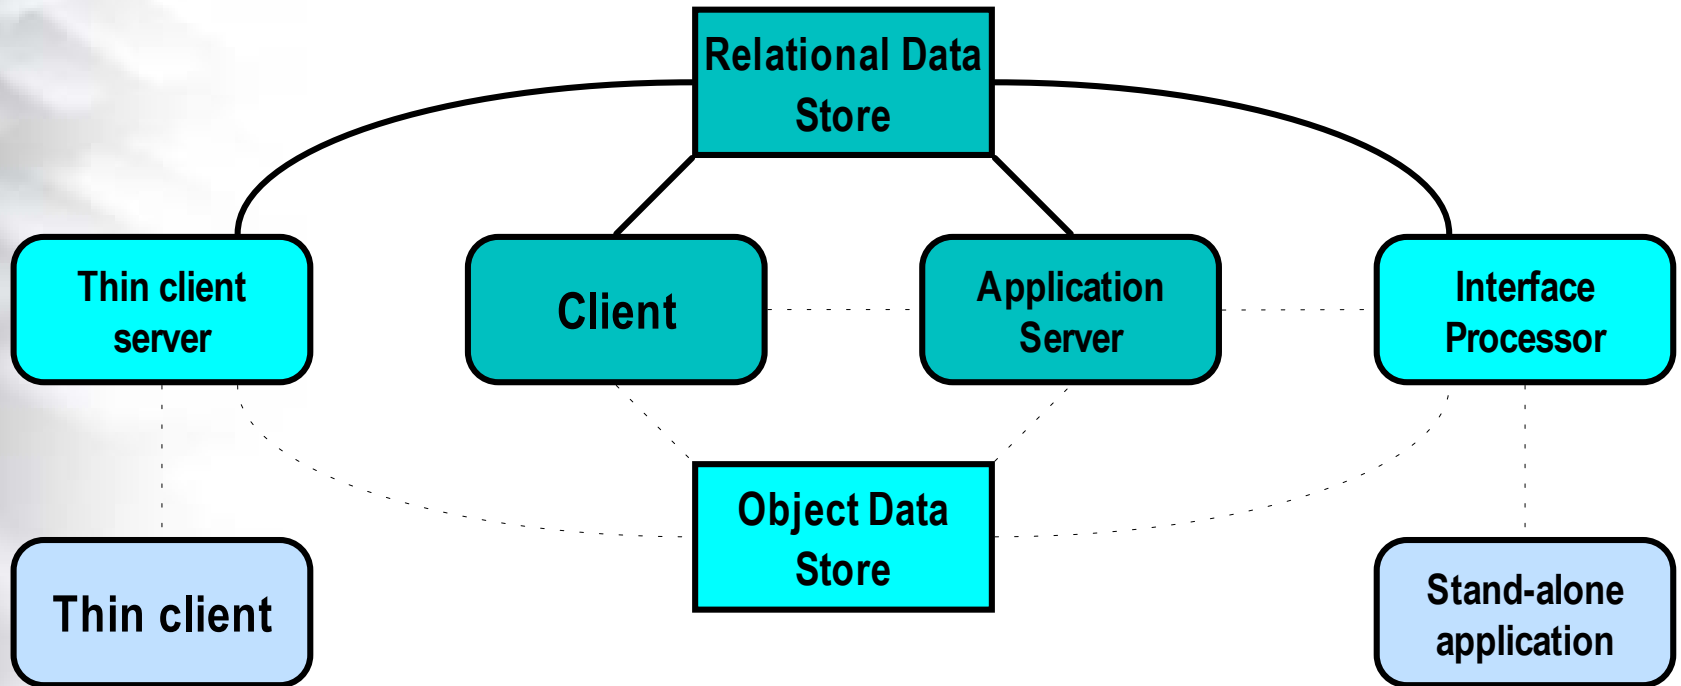 Relational Data
Store
Thin client
server
Client
Application
Server
Interface
Processor
Object Data
Store
Thin client
Stand-alone
application